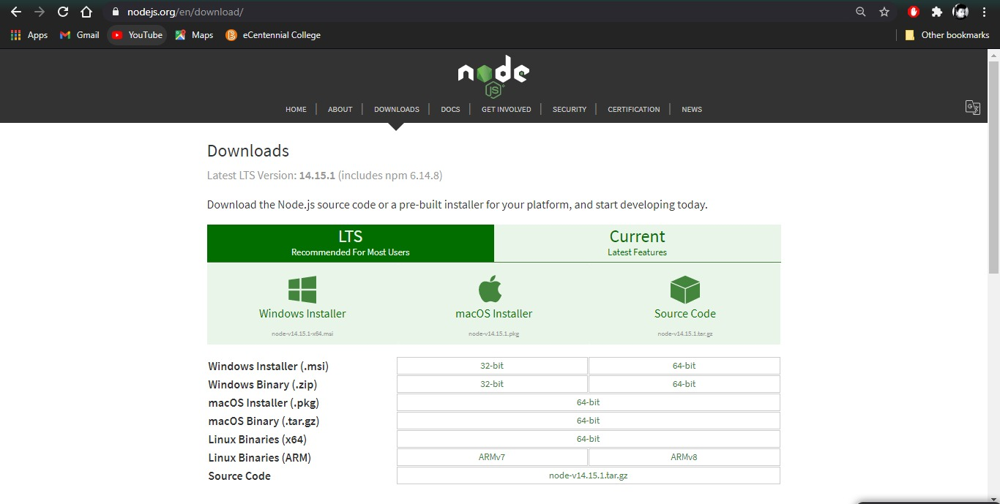 nodejs.org/en/download/
Apps Gmail YouTube Maps eCentennial College Other bookmarks
node
JS
HOME ABOUT DOWNLOADS DOCS GET INVOLVED SECURITY CERTIFICATION NEWS
Downloads
Latest LTS Version: 14.15.1 (includes npm 6.14.8)
Download the Node.js source code or a pre-built installer for your platform, and start developing today.
LTS
Recommended For Most Users
Current
Latest Features
Windows Installer
node-v14.15.1-x64.msi
macOS Installer
node-v14.15.1.pkg
Source Code
node-v14.15.1.tar.gz
Windows Installer (.msi) 32-bit 64-bit
Windows Binary (.zip) 32-bit 64-bit
macOS Installer (.pkg) 64-bit
macOS Binary (.tar.gz) 64-bit
Linux Binaries (x64) 64-bit
Linux Binaries (ARM) ARMv7 ARMv8
Source Code node-v14.15.1.tar.gz